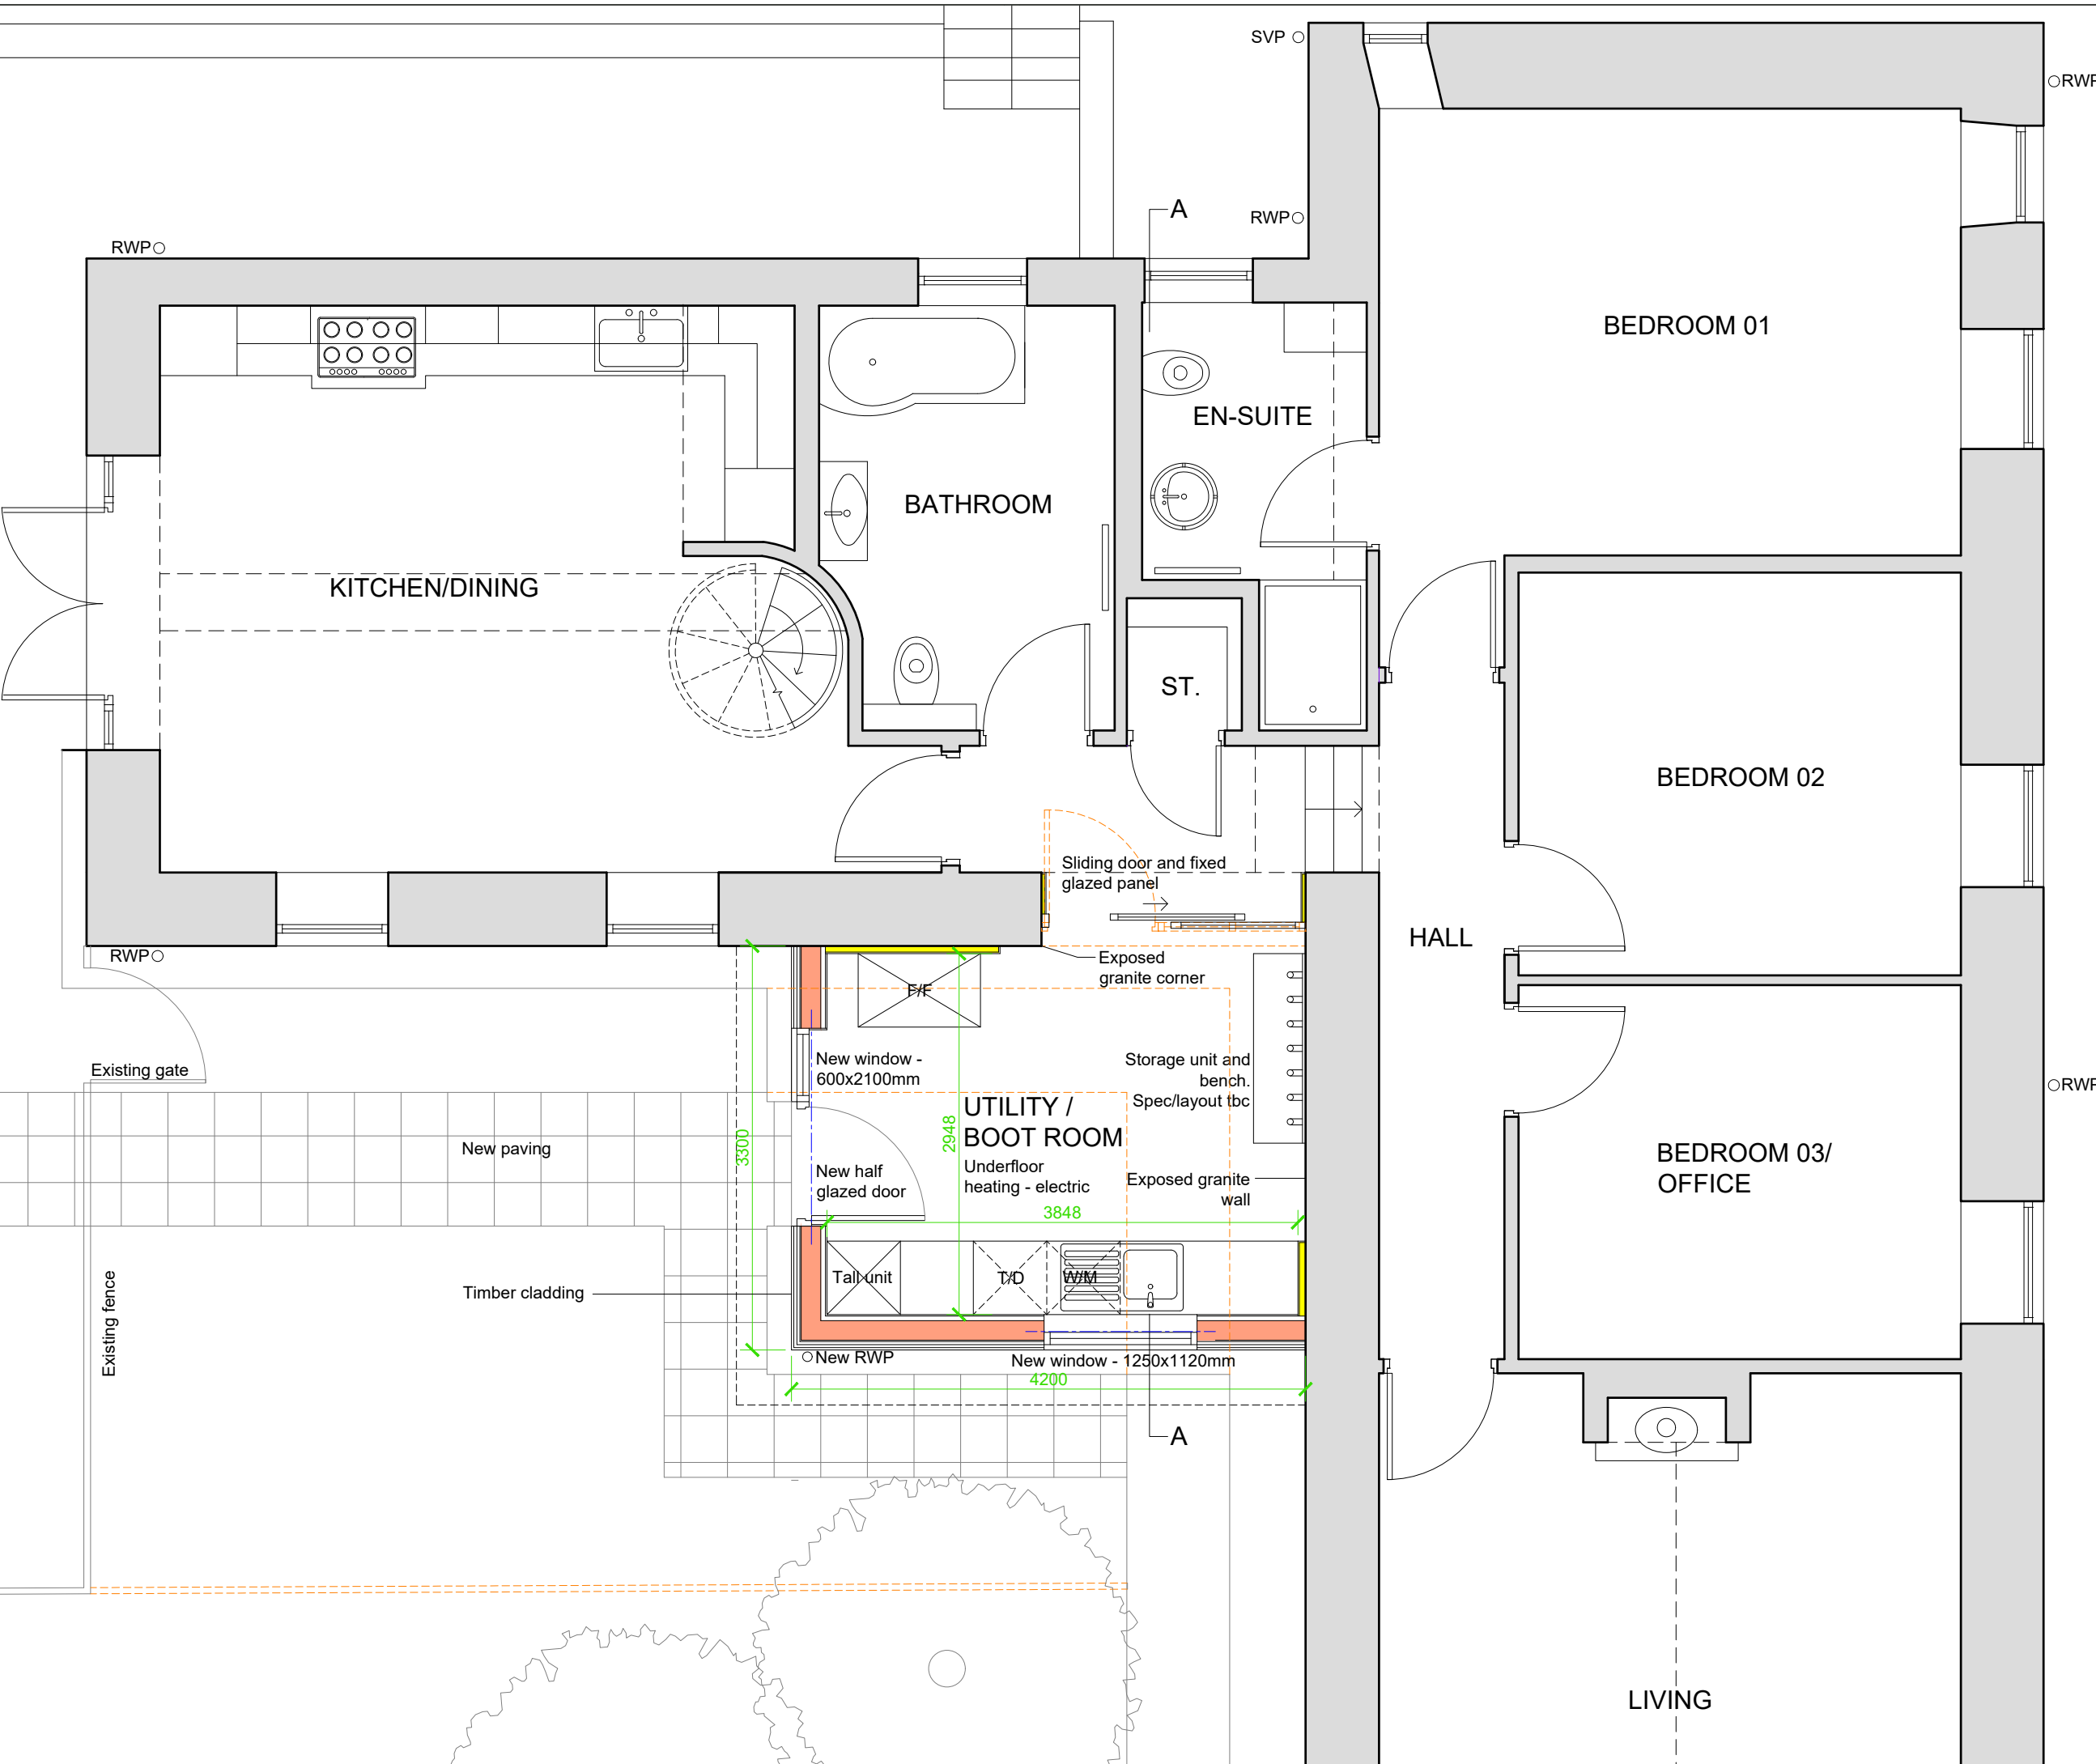 SVP
RWP
A
RWP
RWP
BEDROOM 01
EN-SUITE
BATHROOM
KITCHEN/DINING
ST.
BEDROOM 02
Sliding door and fixed
glazed panel
HALL
RWP
Exposed
granite corner
F/F
Existing gate
New window -
600x2100mm
Storage unit and
bench.
Spec/layout tbc
RWP
UTILITY /
BOOT ROOM
Underfloor
heating - electric
3300
2948
New paving
New half
glazed door
Exposed granite
wall
BEDROOM 03/
OFFICE
3848
Tall unit
T/D
W/M
Timber cladding
Existing fence
New RWP
New window - 1250x1120mm
4200
A
LIVING